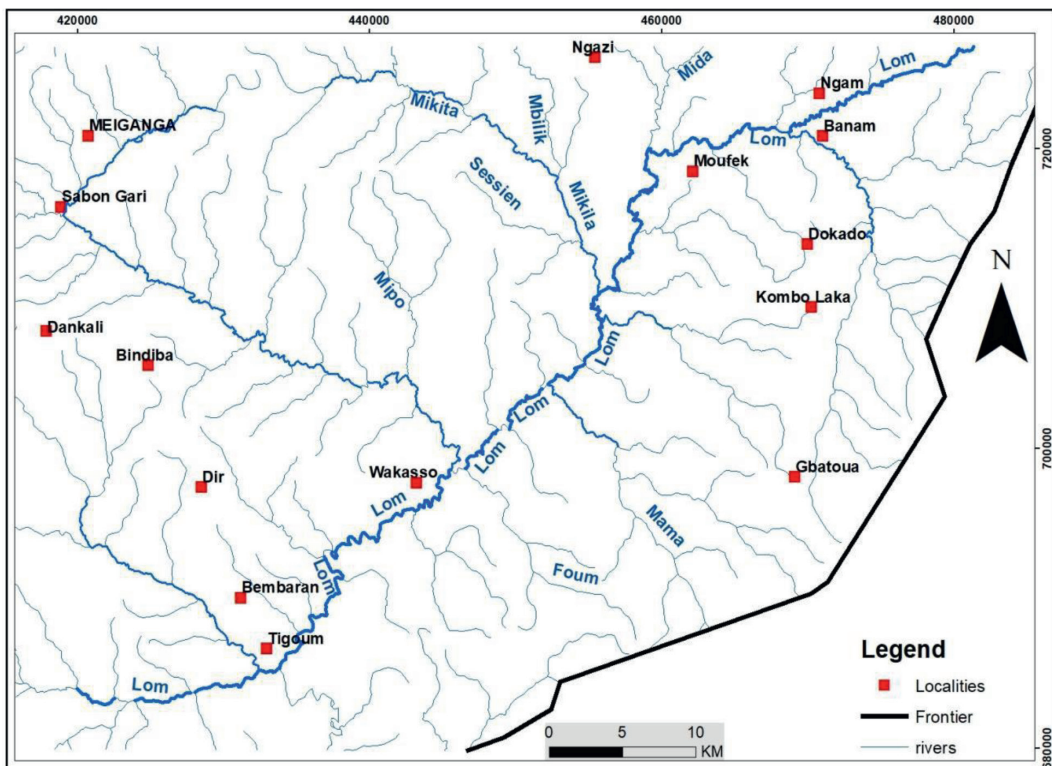 420000
440000
460000
480000
Ngazi
Mida
Lom
Ngam
Mikita
Mbilik
MEIGANGA
Banam
Lom
720000
Moufek
Sessien
Mikila
Sabon Gari
Dokado
N
Mipo
Kombo Laka
Dankali
Lom
Bindiba
Lom
Lom
700000
Wakasso
Gbatoua
Dir
Lom
Mama
Lom
Foum
Bembaran
Tigoum
Legend
Lom
Localities
0 5 10
KM
Frontier
rivers
680000